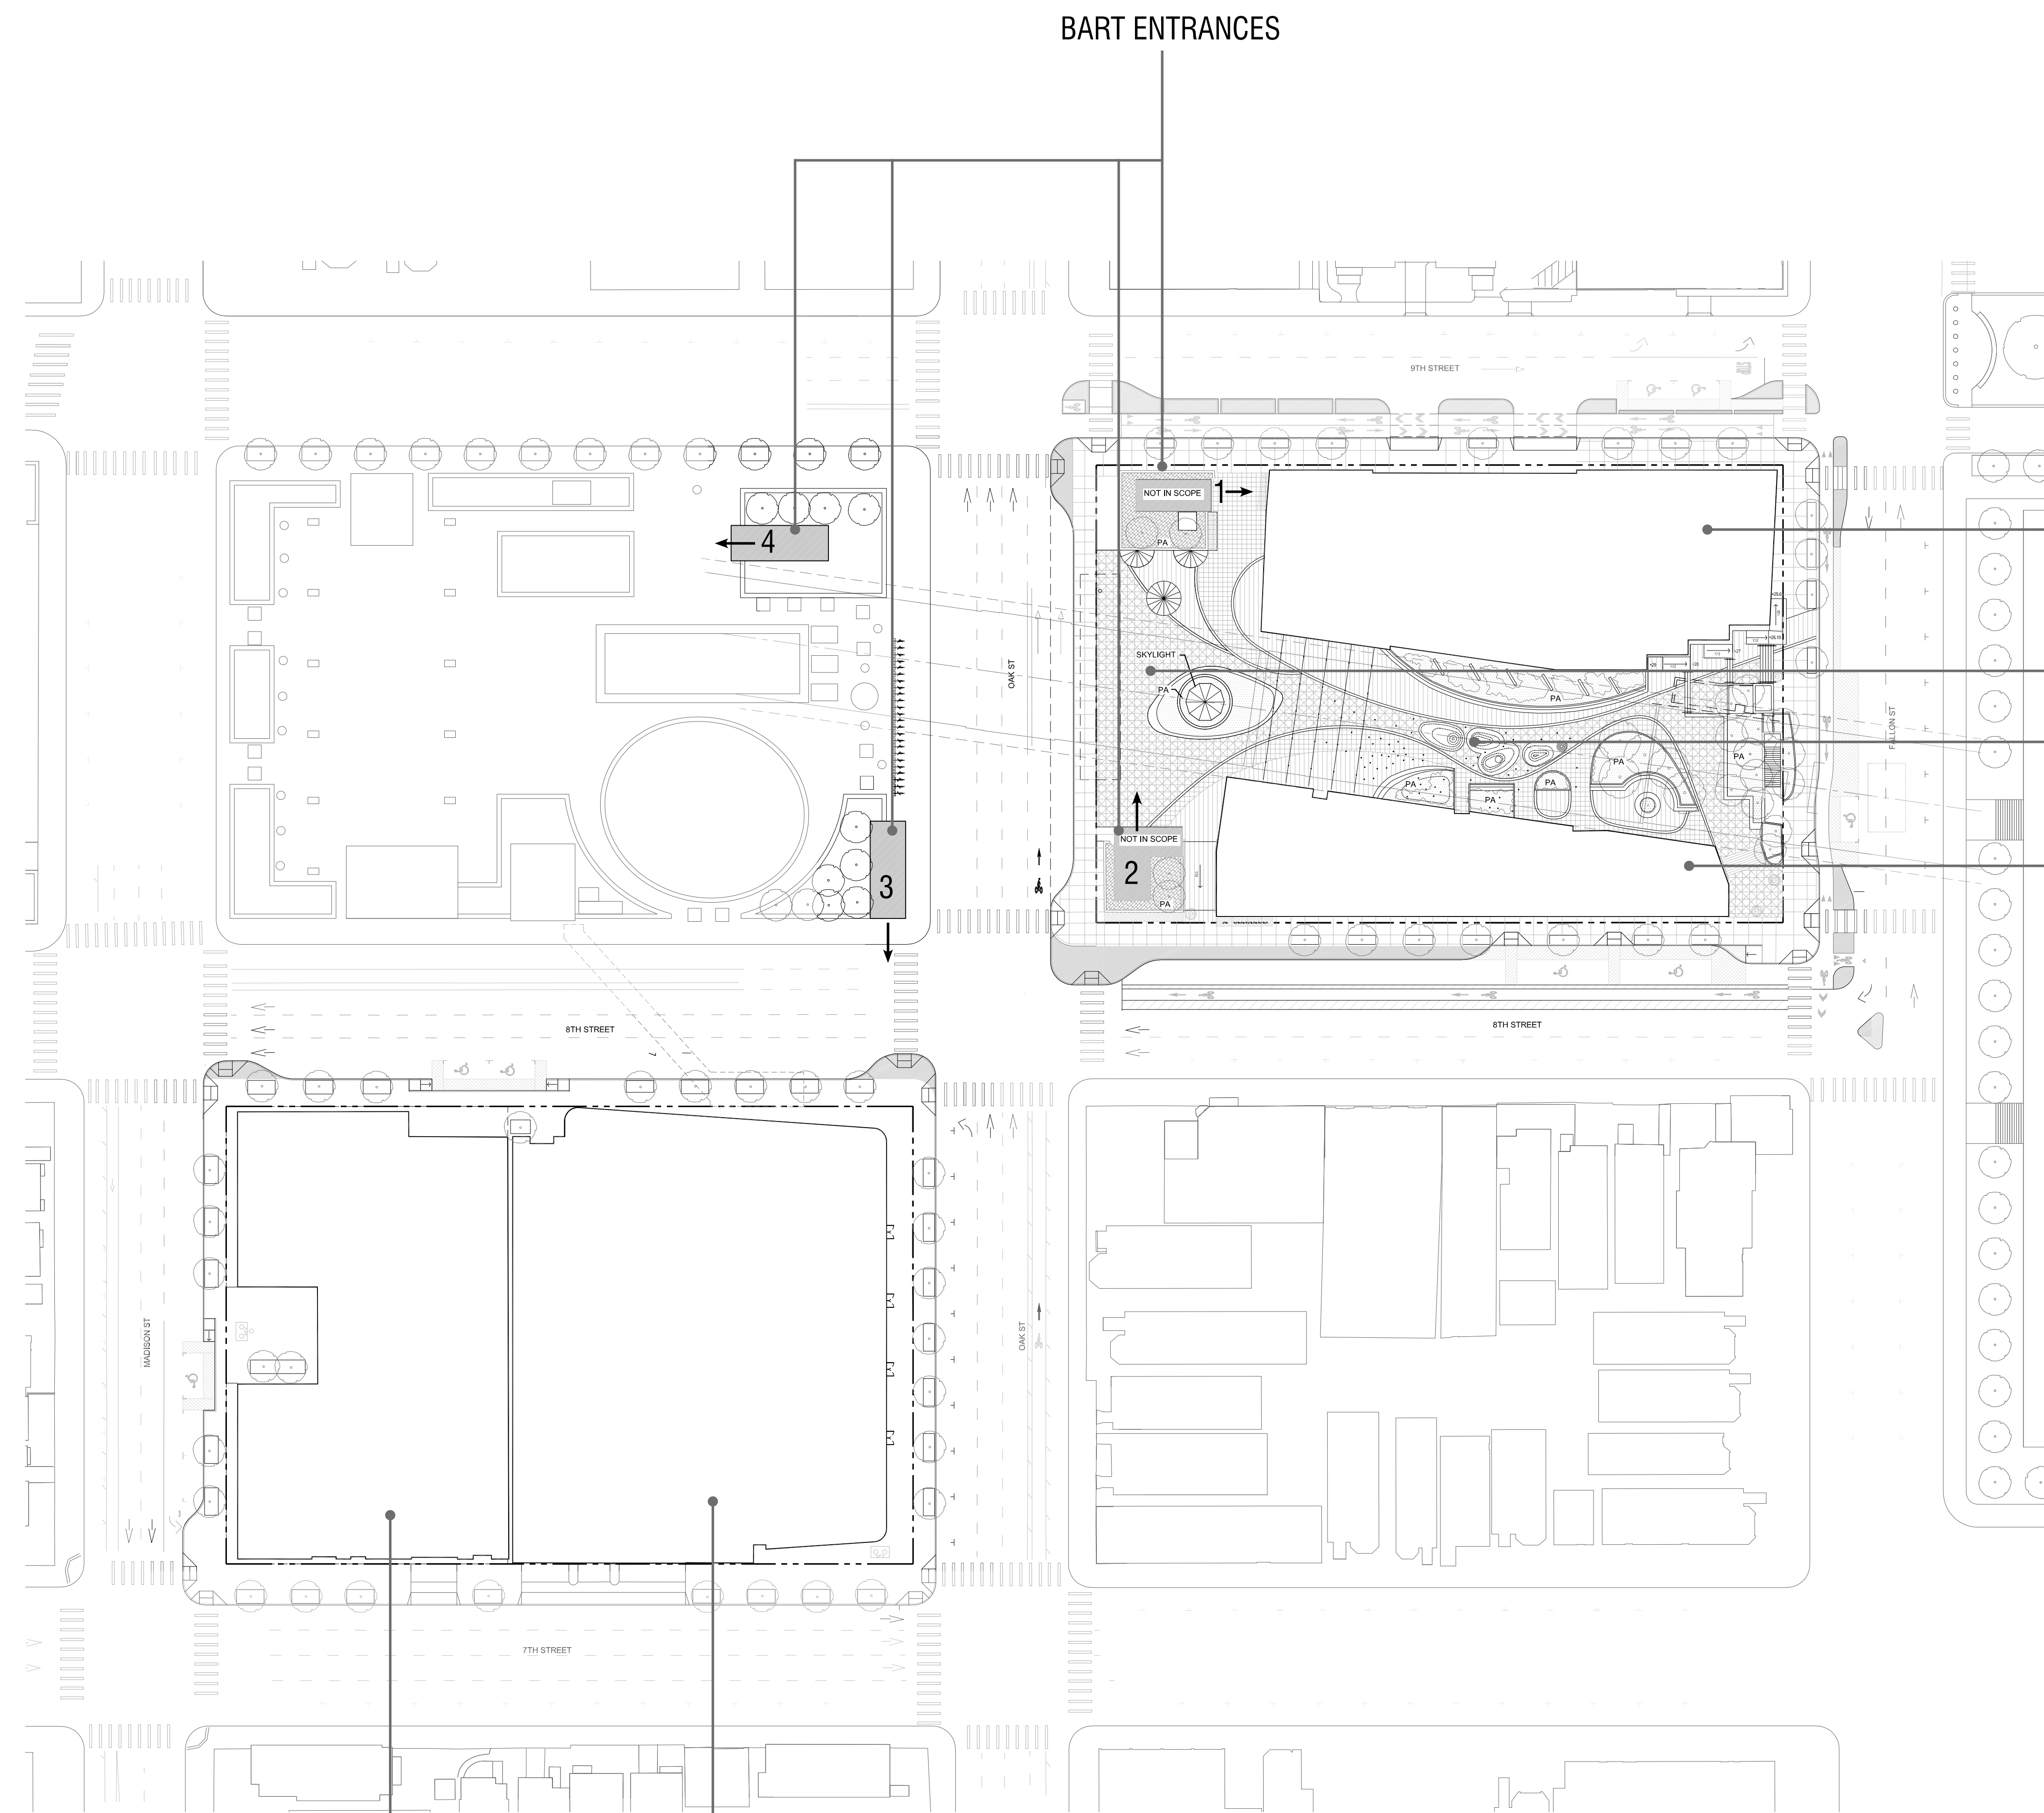 BART ENTRANCES
9TH STREET
NOT IN SCOPE
1
4
PA
OAK ST
SKYLIGHT
PA
PA
FALLON ST
PA
PA
PA
PA
PA
NOT IN SCOPE
2
PA
3
8TH STREET
8TH STREET
MADISON ST
OAK ST
7TH STREET